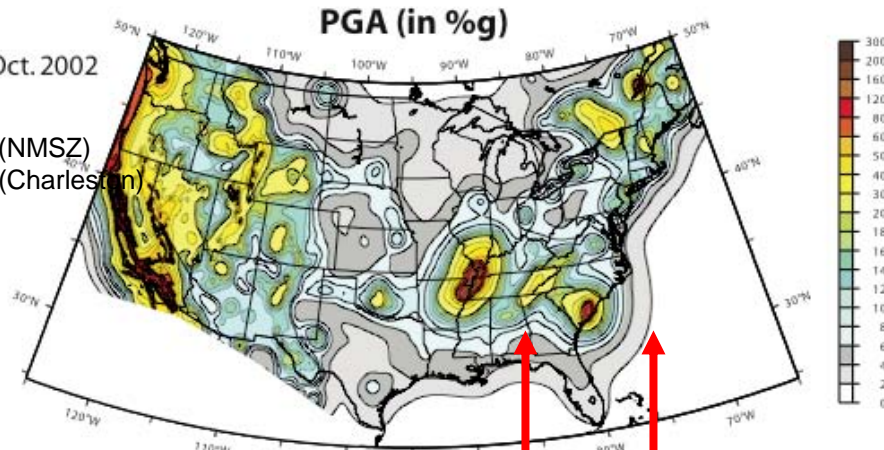 PGA (in %g)
Oct. 2002
(NMSZ)
(Charleston)
50°N
120°W
110°W
100°W
90°W
80°W
70°W
50°N
40°N
40°N
30°N
30°N
120°W
110°W
70°W
300
200
160
120
80
60
50
40
30
20
18
16
14
12
10
8
6
4
2
0